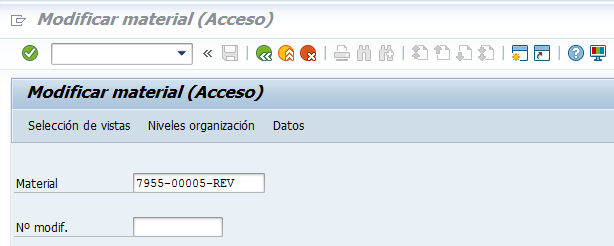 Modificar material (Acceso)
Modificar material (Acceso)
Selección de vistas Niveles organización Datos
Material 7955-00005-REV
Nº modif.